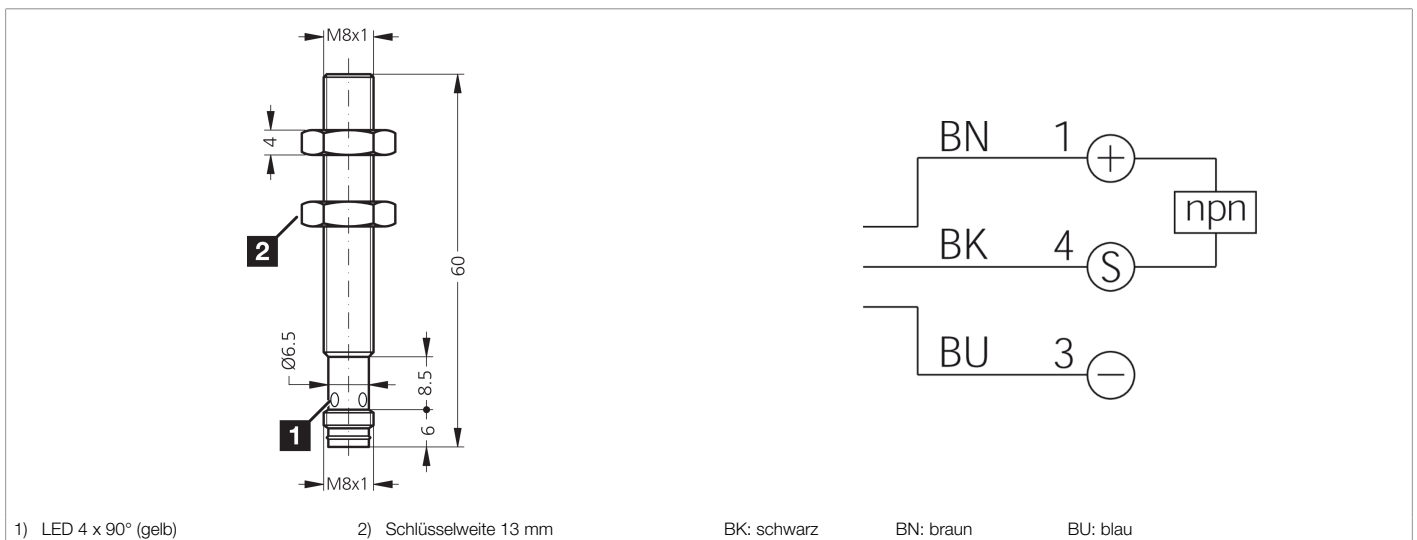 M8x1
4
2
60
Ø6.5
8.5
1
6
M8x1
BN 1 +
npn
BK 4 S
BU 3 −
1) LED 4 x 90° (gelb)
2) Schlüsselweite 13 mm
BK: schwarz
BN: braun
BU: blau